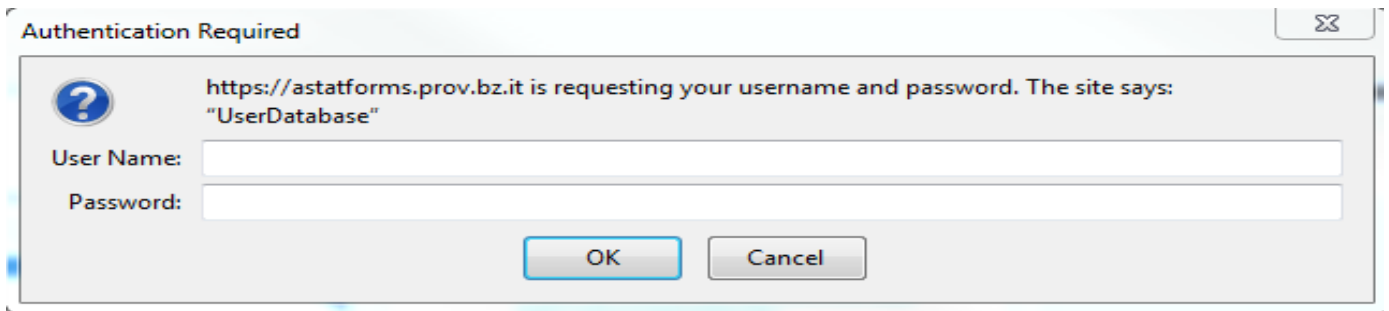 Authentication Required
https://astatforms.prov.bz.it is requesting your username and password. The site says:
“UserDatabase”
User Name:
Password:
OK Cancel